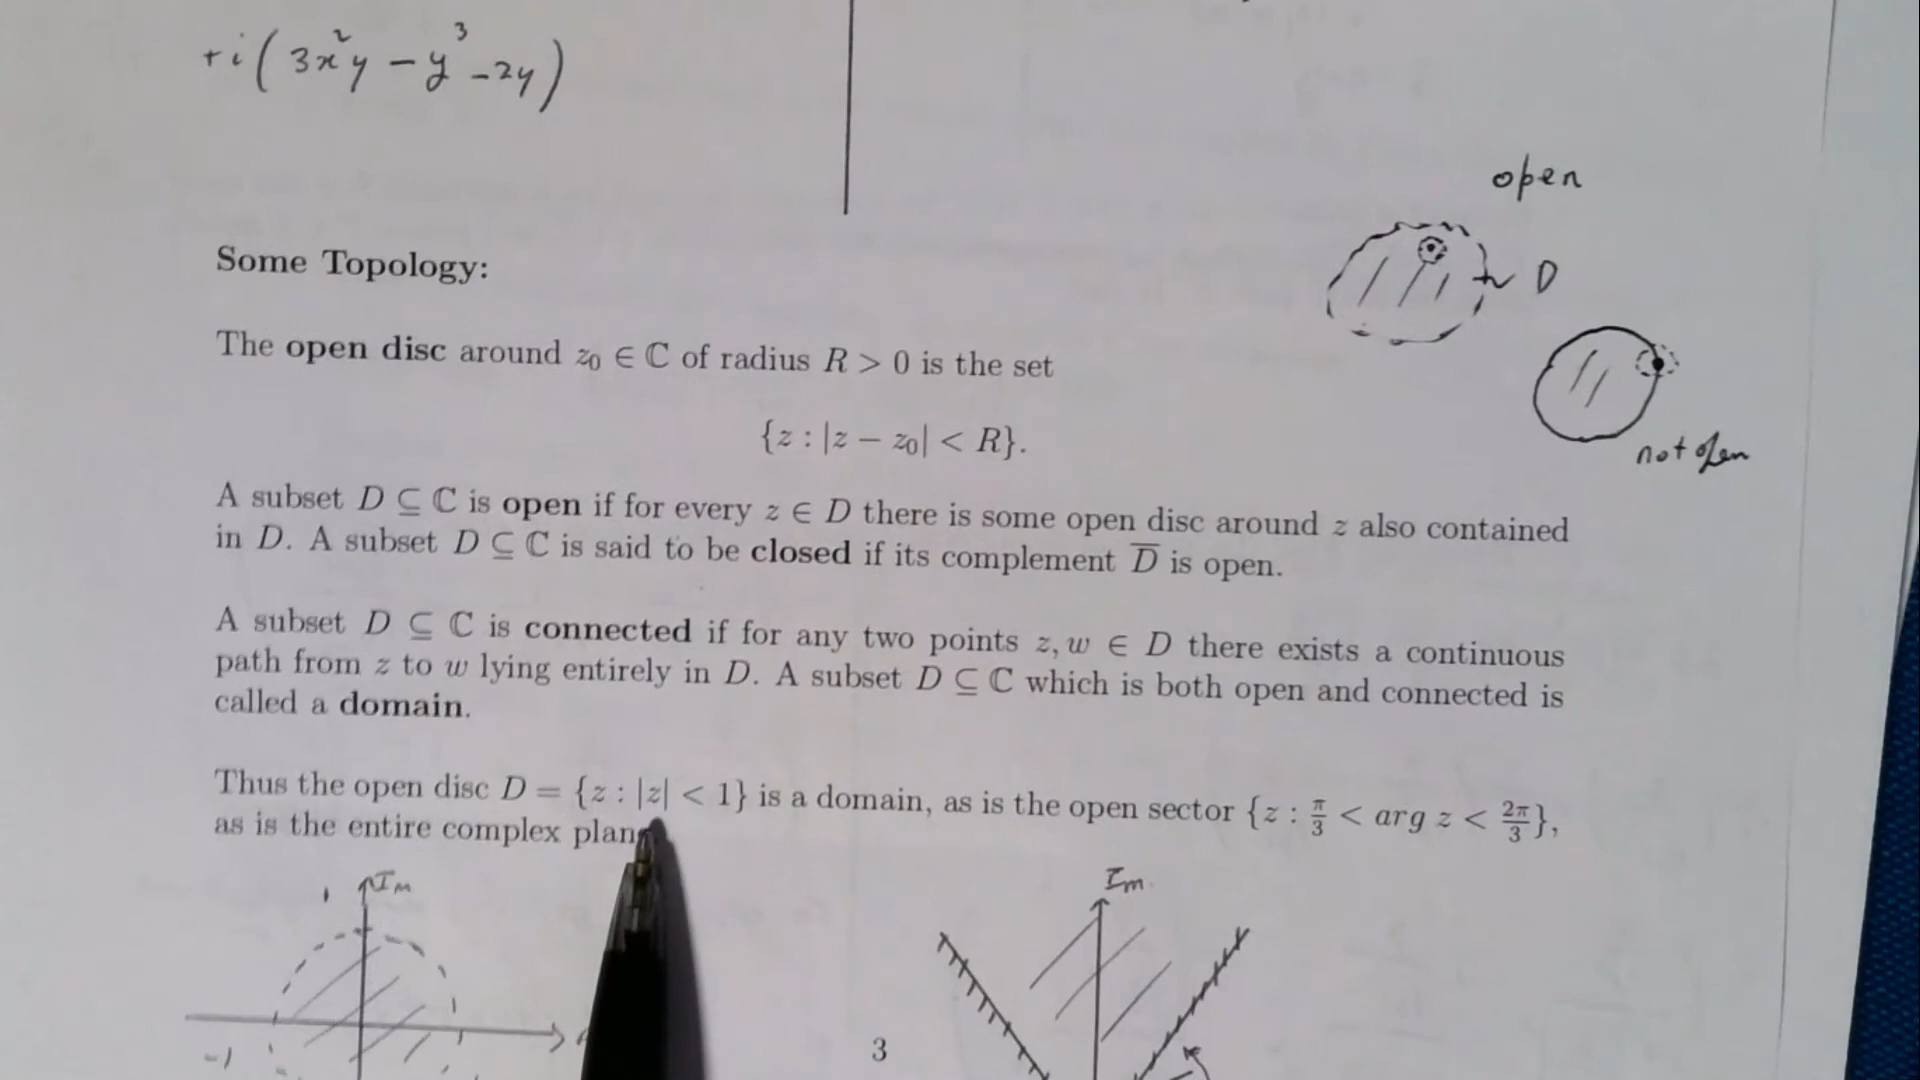 + i ( 3x²y − y³ − 2y )
open
D
not open
Some Topology:
The open disc around z₀ ∈ ℂ of radius R > 0 is the set
{z : |z − z₀| < R}.
A subset D ⊆ ℂ is open if for every z ∈ D there is some open disc around z also contained
in D. A subset D ⊆ ℂ is said to be closed if its complement D̅ is open.
A subset D ⊆ ℂ is connected if for any two points z, w ∈ D there exists a continuous
path from z to w lying entirely in D. A subset D ⊆ ℂ which is both open and connected is
called a domain.
Thus the open disc D = {z : |z| < 1} is a domain, as is the open sector {z : π/3 < arg z < 2π/3},
as is the entire complex plan
Im
Im
-1
3